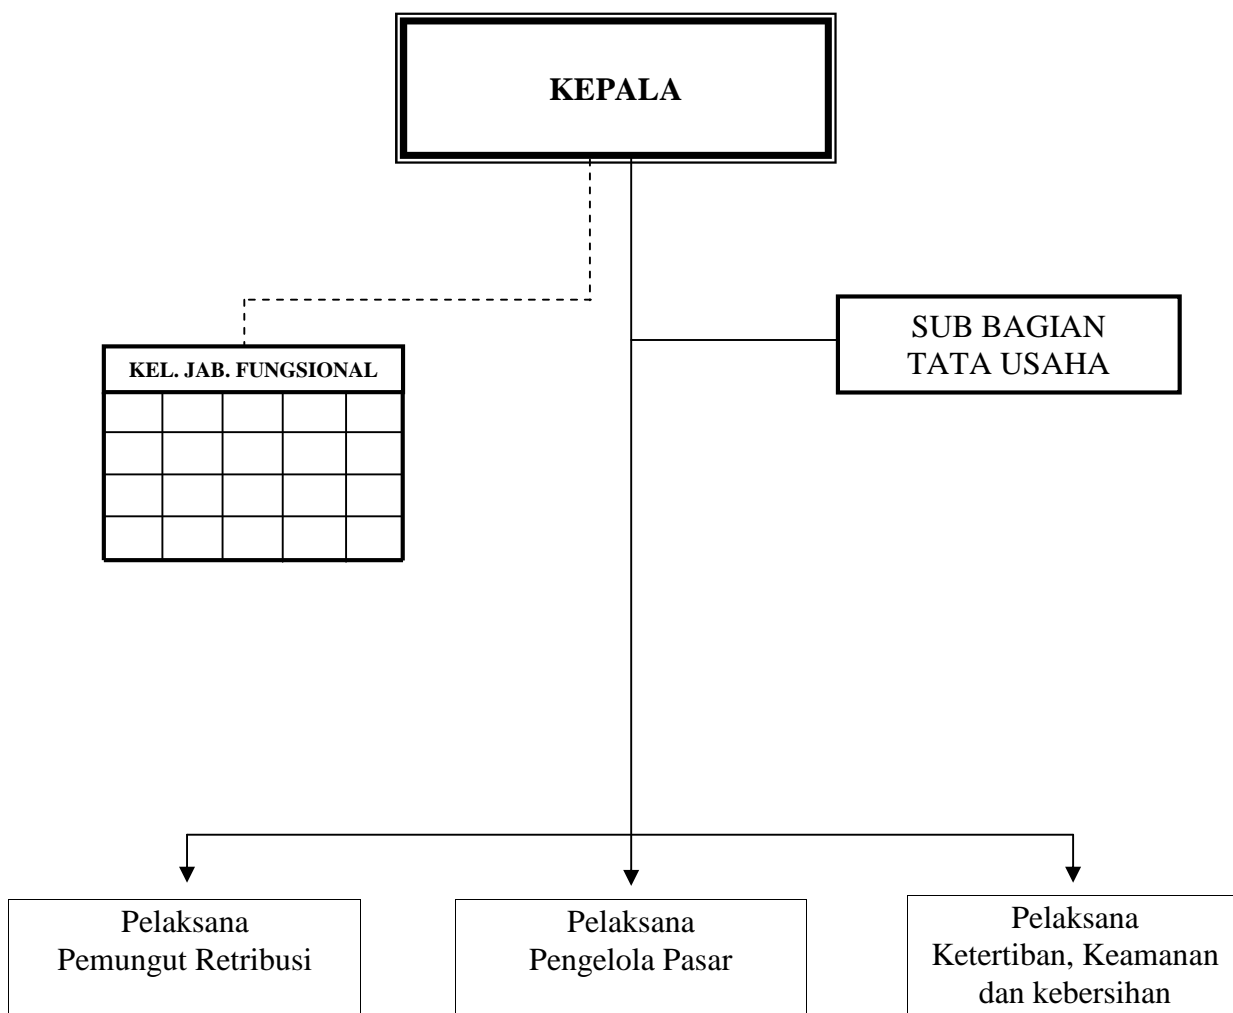 KEPALA
SUB BAGIAN
TATA USAHA
KEL. JAB. FUNGSIONAL
Pelaksana
Pemungut Retribusi
Pelaksana
Pengelola Pasar
Pelaksana
Ketertiban, Keamanan
dan kebersihan